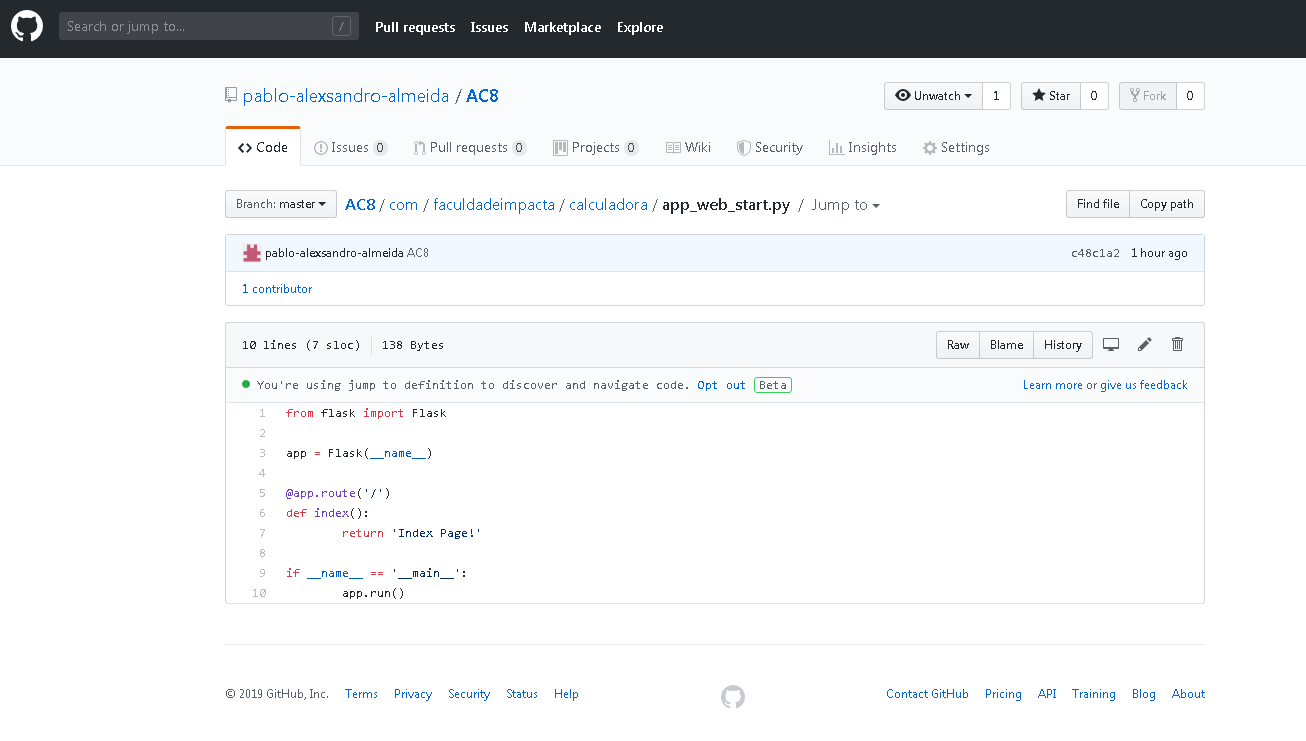 Search or jump to... / Pull requests Issues Marketplace Explore
pablo-alexsandro-almeida / AC8 Unwatch 1 Star 0 Fork 0
Code Issues 0 Pull requests 0 Projects 0 Wiki Security Insights Settings
Branch: master AC8 / com / faculdadeimpacta / calculadora / app_web_start.py / Jump to Find file Copy path
pablo-alexsandro-almeida AC8 c48c1a2 1 hour ago
1 contributor
10 lines (7 sloc) 138 Bytes Raw Blame History
You're using jump to definition to discover and navigate code. Opt out Beta Learn more or give us feedback
1 from flask import Flask
2
3 app = Flask(__name__)
4
5 @app.route('/')
6 def index():
7 return 'Index Page!'
8
9 if __name__ == '__main__':
10 app.run()
© 2019 GitHub, Inc. Terms Privacy Security Status Help Contact GitHub Pricing API Training Blog About